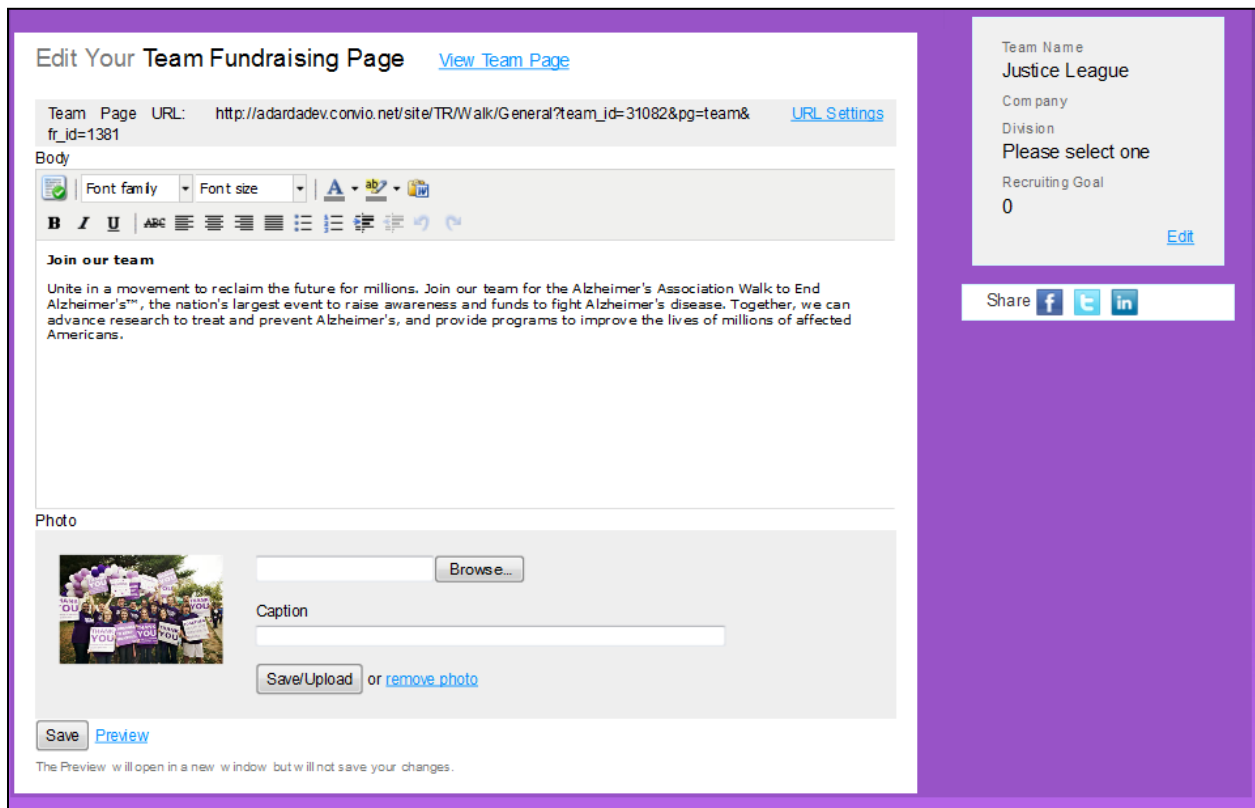 Edit Your Team Fundraising Page View Team Page
Team Page URL: http://adardadev.convio.net/site/TR/Walk/General?team_id=31082&pg=team& URL Settings
fr_id=1381
Body
Font family Font size A ab
B I U ABC
Join our team
Unite in a movement to reclaim the future for millions. Join our team for the Alzheimer's Association Walk to End
Alzheimer's™, the nation's largest event to raise awareness and funds to fight Alzheimer's disease. Together, we can
advance research to treat and prevent Alzheimer's, and provide programs to improve the lives of millions of affected
Americans.
Photo
THANK YOU
Browse...
Caption
Save/Upload or remove photo
Save Preview
The Preview will open in a new window but will not save your changes.
Team Name
Justice League
Company
Division
Please select one
Recruiting Goal
0
Edit
Share f t in